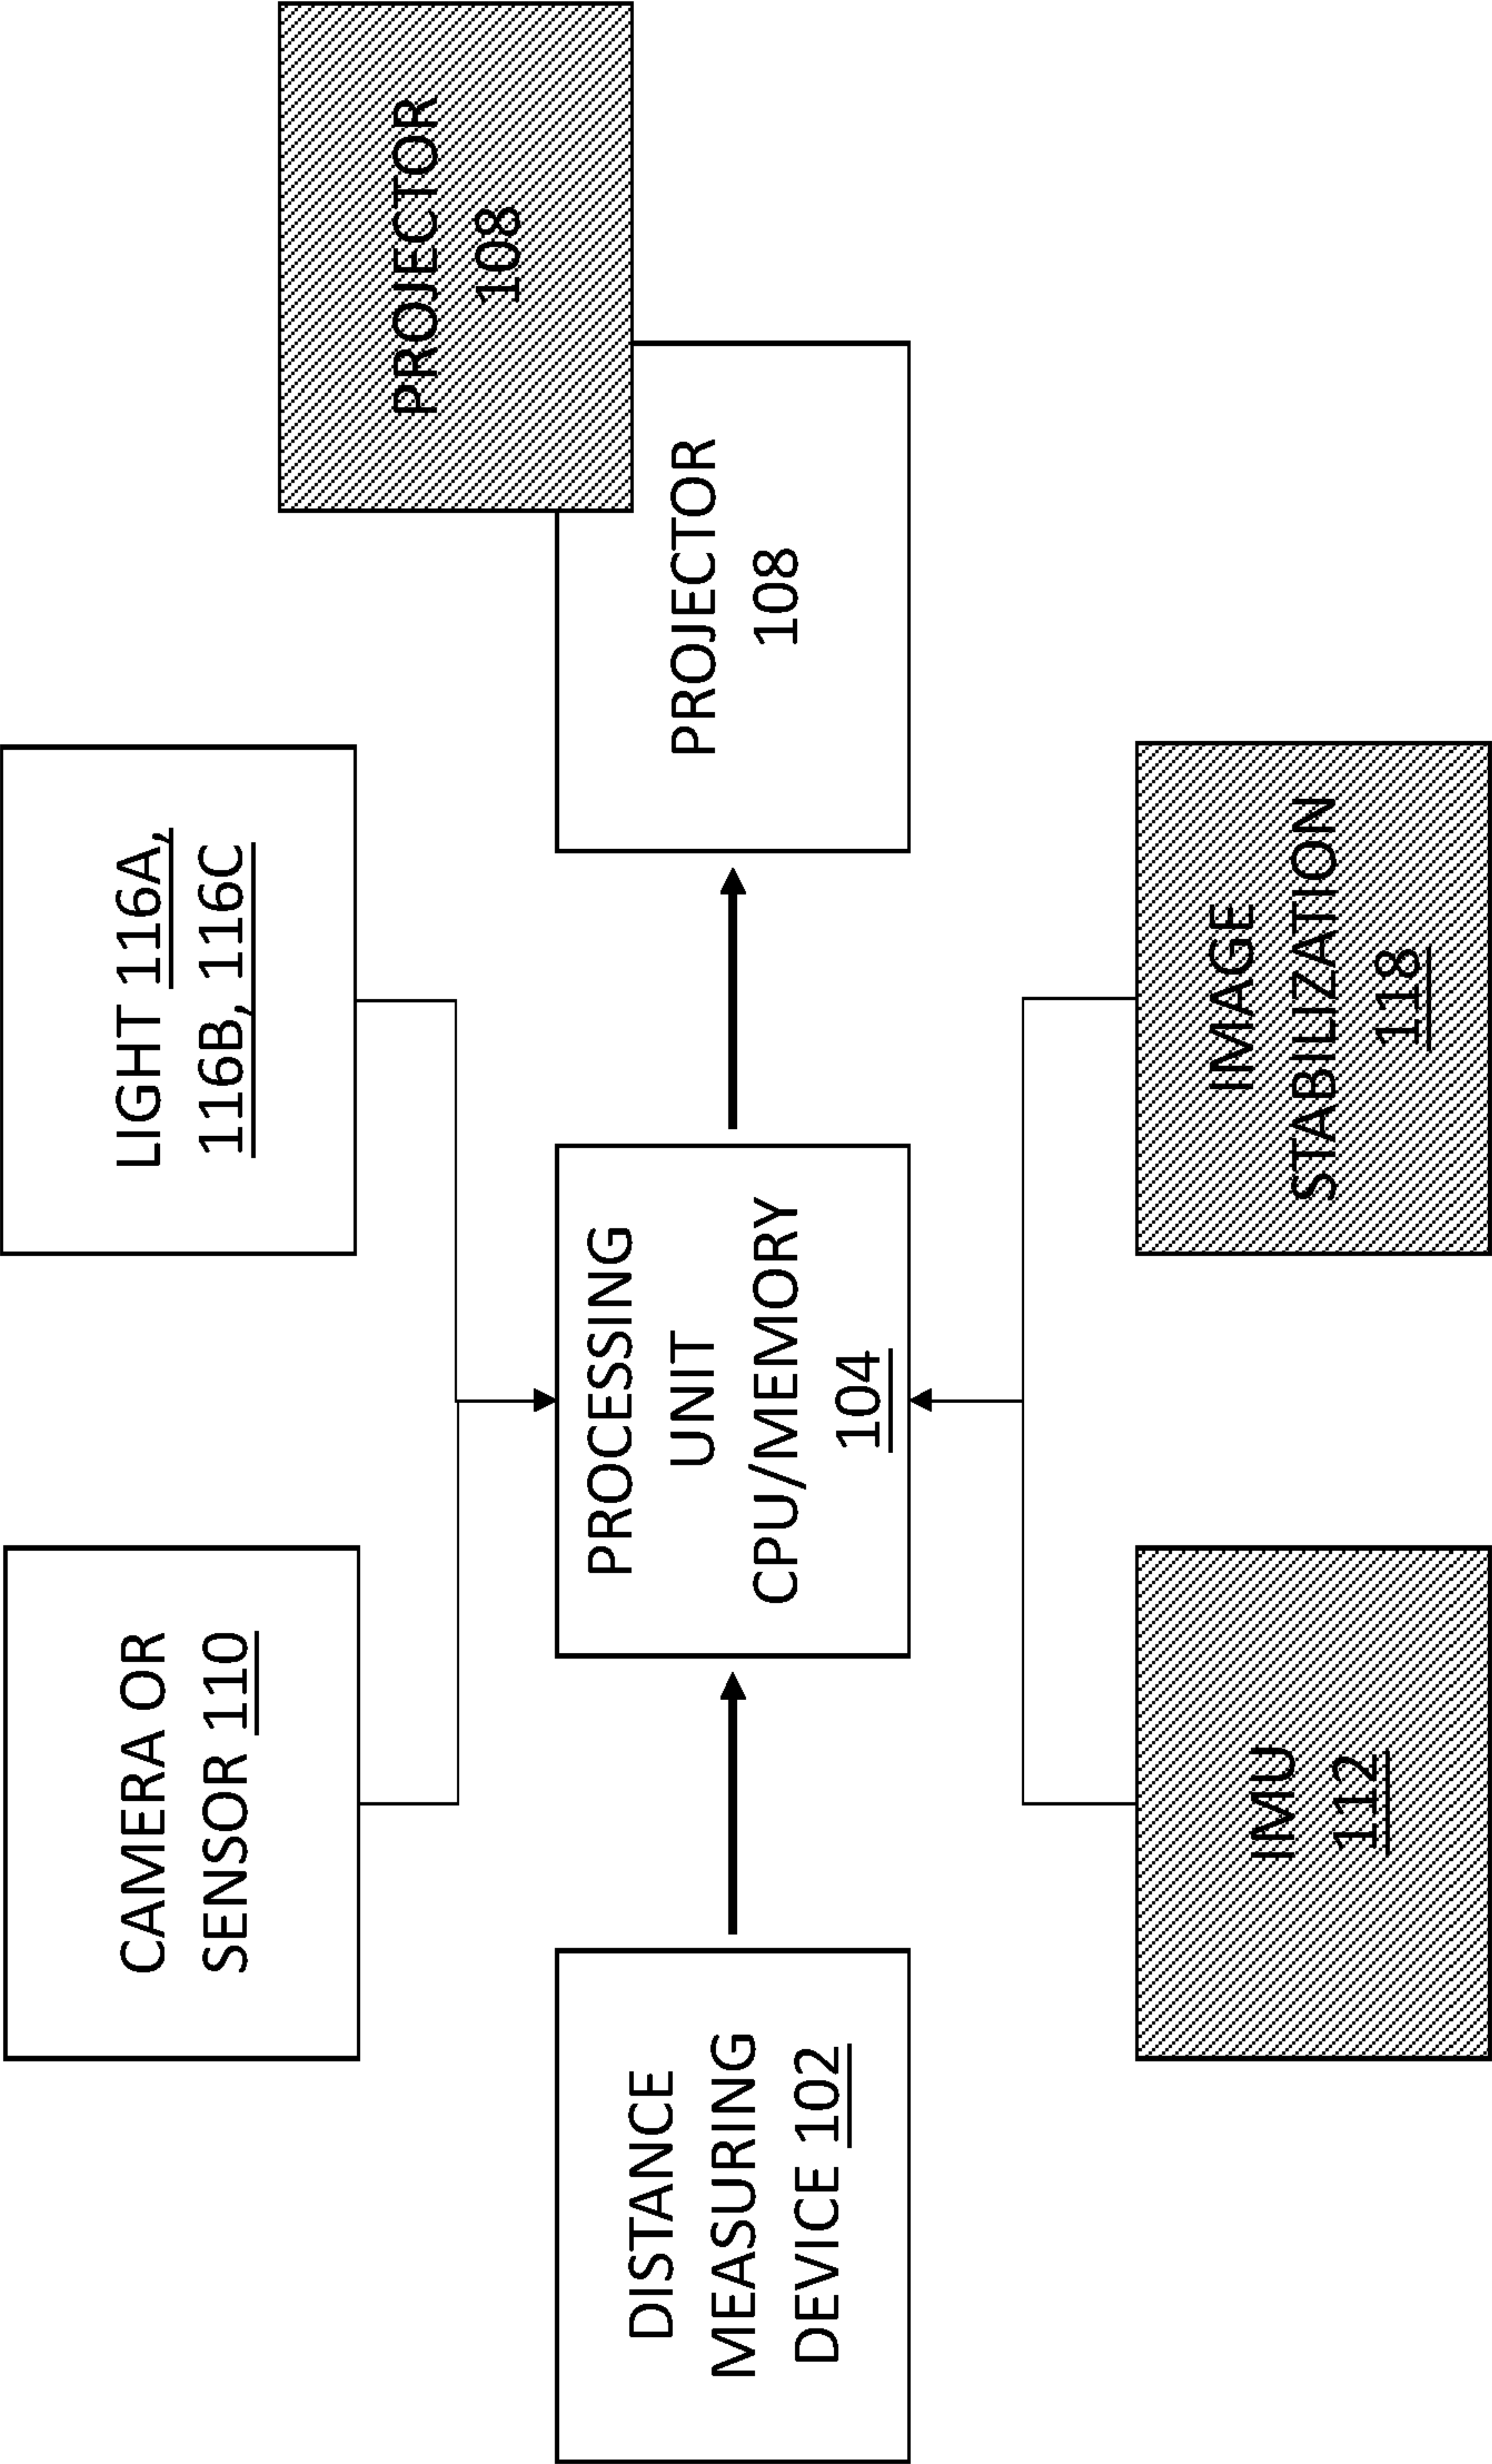 CAMERA OR
SENSOR 110
LIGHT 116A,
116B, 116C
PROJECTOR
108
DISTANCE
MEASURING
DEVICE 102
PROCESSING
UNIT
CPU/MEMORY
104
PROJECTOR
108
IMU
112
IMAGE
STABILIZATION
118